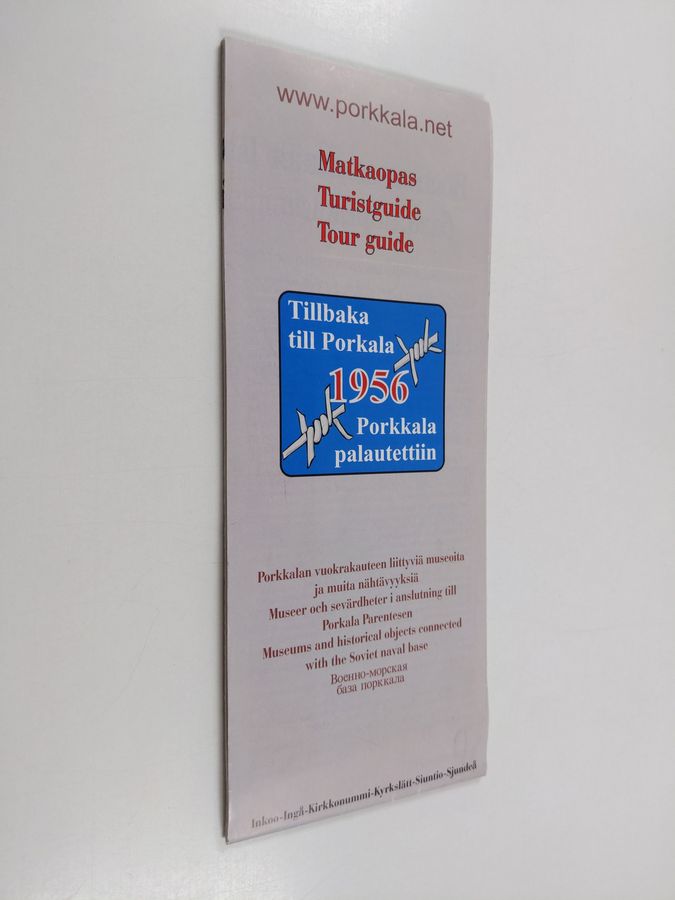 www.porkkala.net
Matkaopas
Turistguide
Tour guide
Tillbaka
till Porkala
1956
Porkkala
palautettiin
Porkkalan vuokrakauteen liittyviä museoita
ja muita nähtävyyksiä
Museer och sevärdheter i anslutning till
Porkala Parentesen
Museums and historical objects connected
with the Soviet naval base
Военно-морская
база порккала
Inkoo-Ingå-Kirkkonummi-Kyrkslätt-Siuntio-Sjundeå